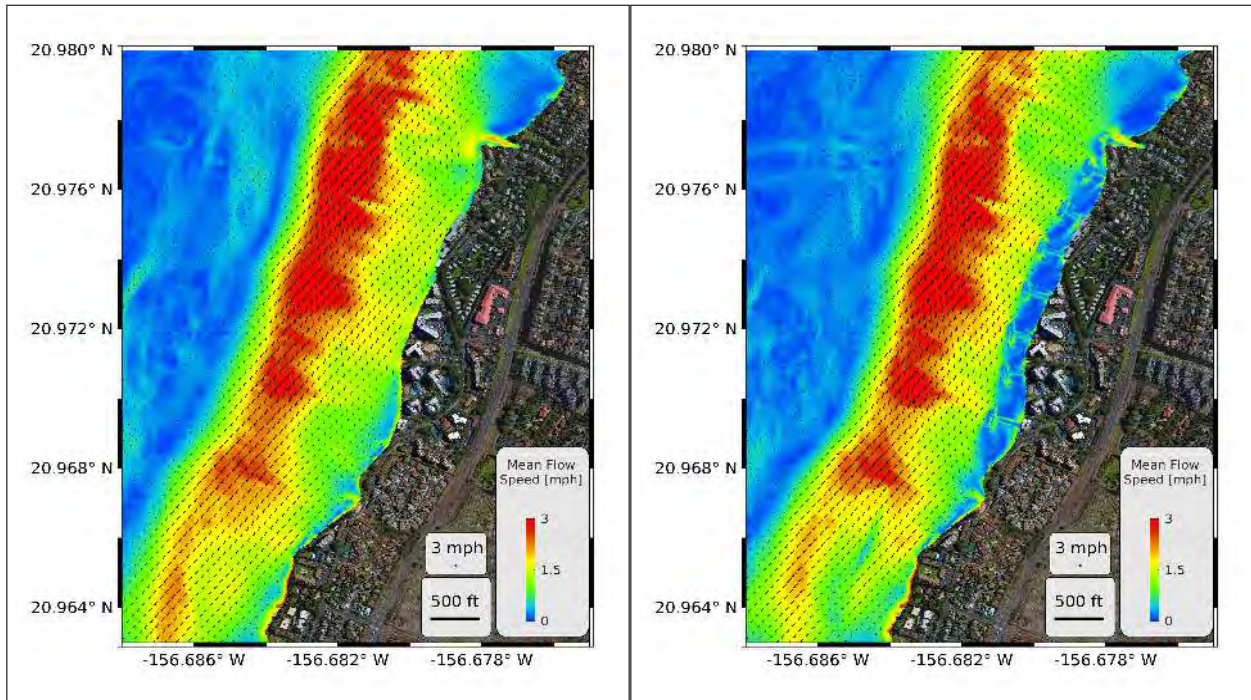 20.980° N
20.976° N
20.972° N
20.968° N
20.964° N
-156.686° W
-156.682° W
-156.678° W
Mean Flow
Speed [mph]
3
1.5
0
3 mph
500 ft
20.980° N
20.976° N
20.972° N
20.968° N
20.964° N
-156.686° W
-156.682° W
-156.678° W
Mean Flow
Speed [mph]
3
1.5
0
3 mph
500 ft